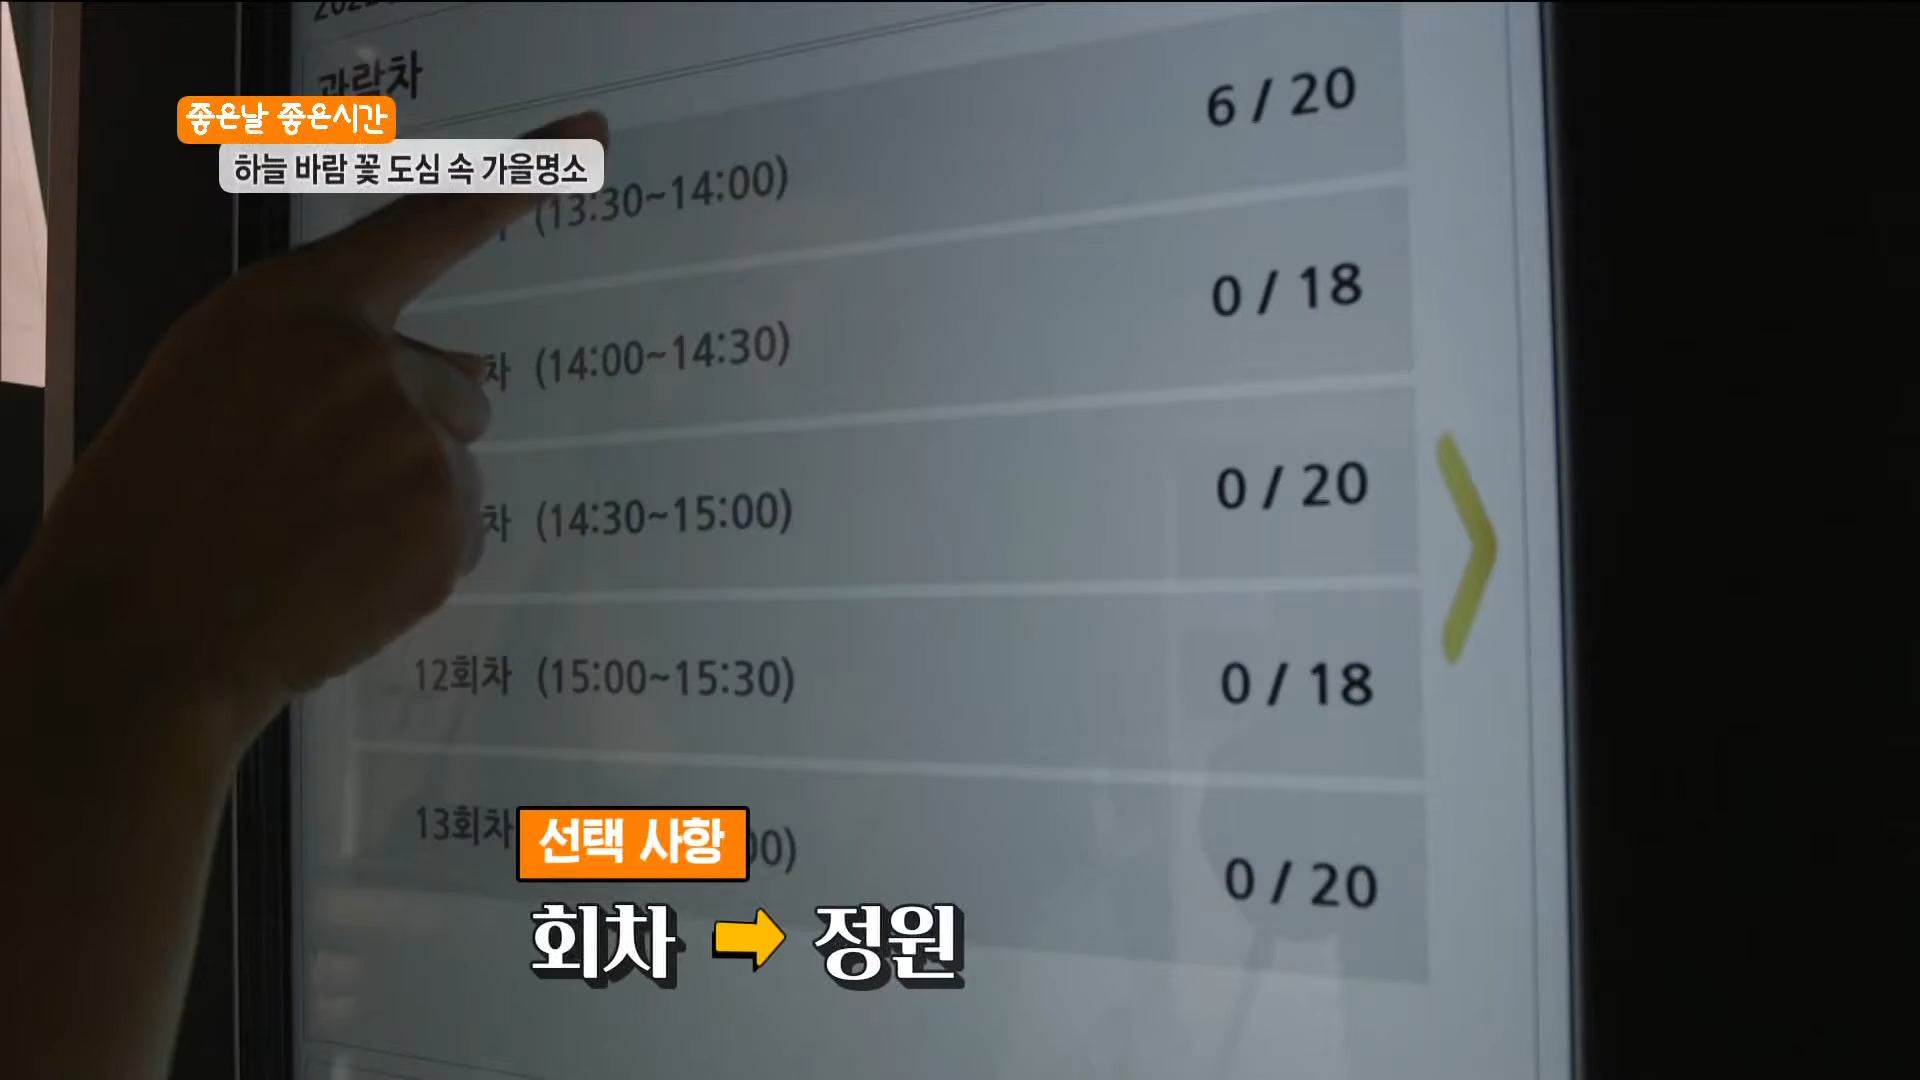 관람차
좋은날 좋은시간
하늘 바람 꽃 도심 속 가을명소
6 / 20
(13:30~14:00)
0 / 18
차 (14:00~14:30)
0 / 20
차 (14:30~15:00)
12회차 (15:00~15:30)
0 / 18
13회차
00)
0 / 20
선택 사항
회차 ➡ 정원